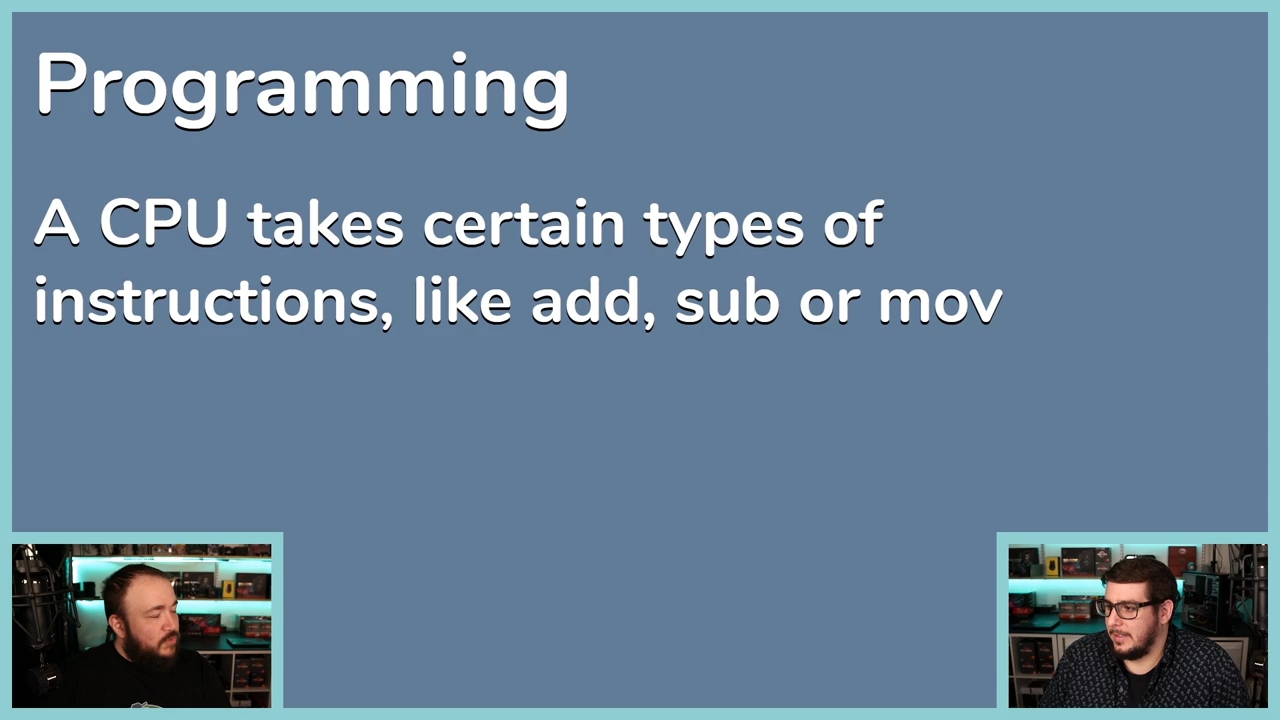 Programming
A CPU takes certain types of
instructions, like add, sub or mov